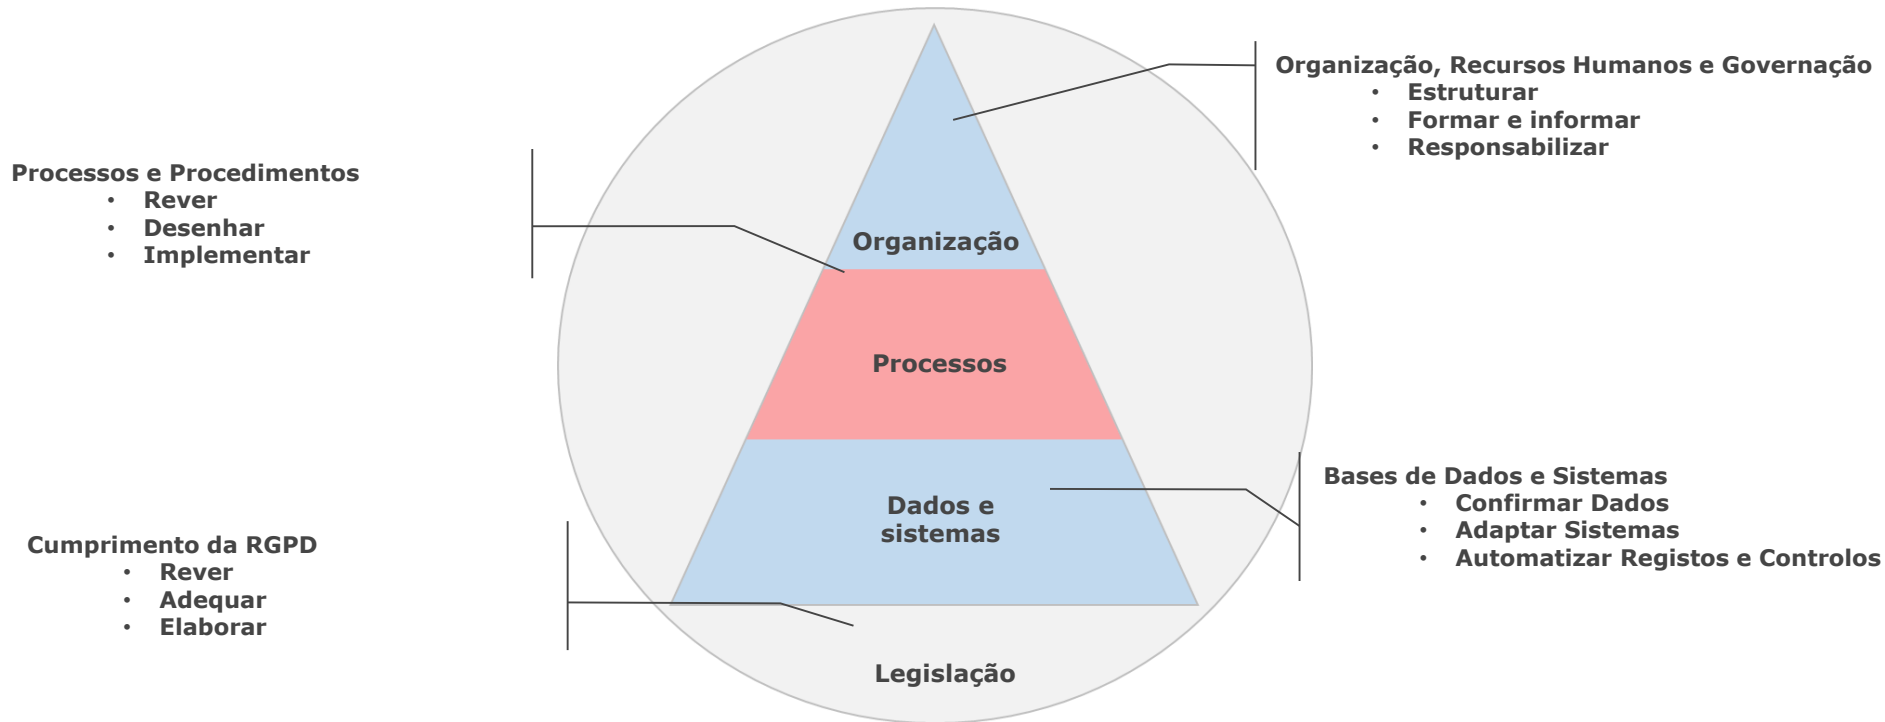 Organização, Recursos Humanos e Governação
• Estruturar
• Formar e informar
• Responsabilizar
Processos e Procedimentos
• Rever
• Desenhar
• Implementar
Organização
Processos
Dados e
sistemas
Bases de Dados e Sistemas
• Confirmar Dados
• Adaptar Sistemas
• Automatizar Registos e Controlos
Cumprimento da RGPD
• Rever
• Adequar
• Elaborar
Legislação